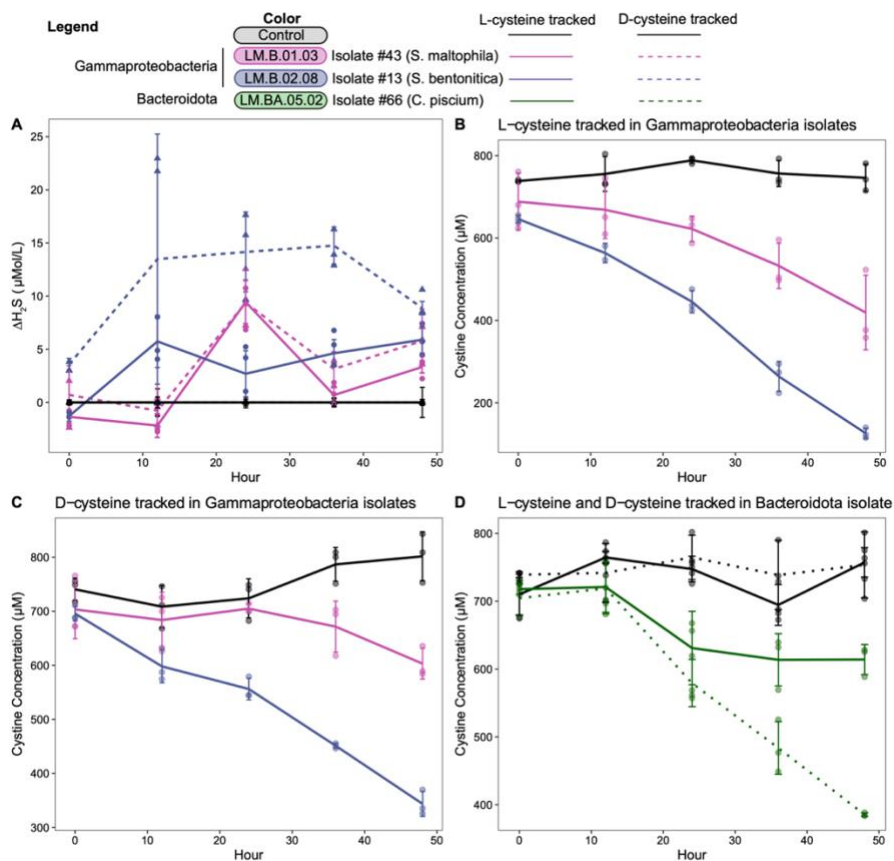 Legend
Color
L-cysteine tracked
D-cysteine tracked
Control
Gammaproteobacteria
LM.B.01.03 Isolate #43 (S. maltophila)
LM.B.02.08 Isolate #13 (S. bentonitica)
Bacteroidota LM.BA.05.02 Isolate #66 (C. piscium)
A
25
20
15
10
5
0
ΔH₂S ( µMol/L)
0 10 20 30 40 50
Hour
B L-cysteine tracked in Gammaproteobacteria isolates
800
600
400
200
Cystine Concentration (µM)
0 10 20 30 40 50
Hour
C D-cysteine tracked in Gammaproteobacteria isolates
800
700
600
500
400
300
Cystine Concentration (µM)
0 10 20 30 40 50
Hour
D L-cysteine and D-cysteine tracked in Bacteroidota isolate
800
700
600
500
400
Cystine Concentration (µM)
0 10 20 30 40 50
Hour